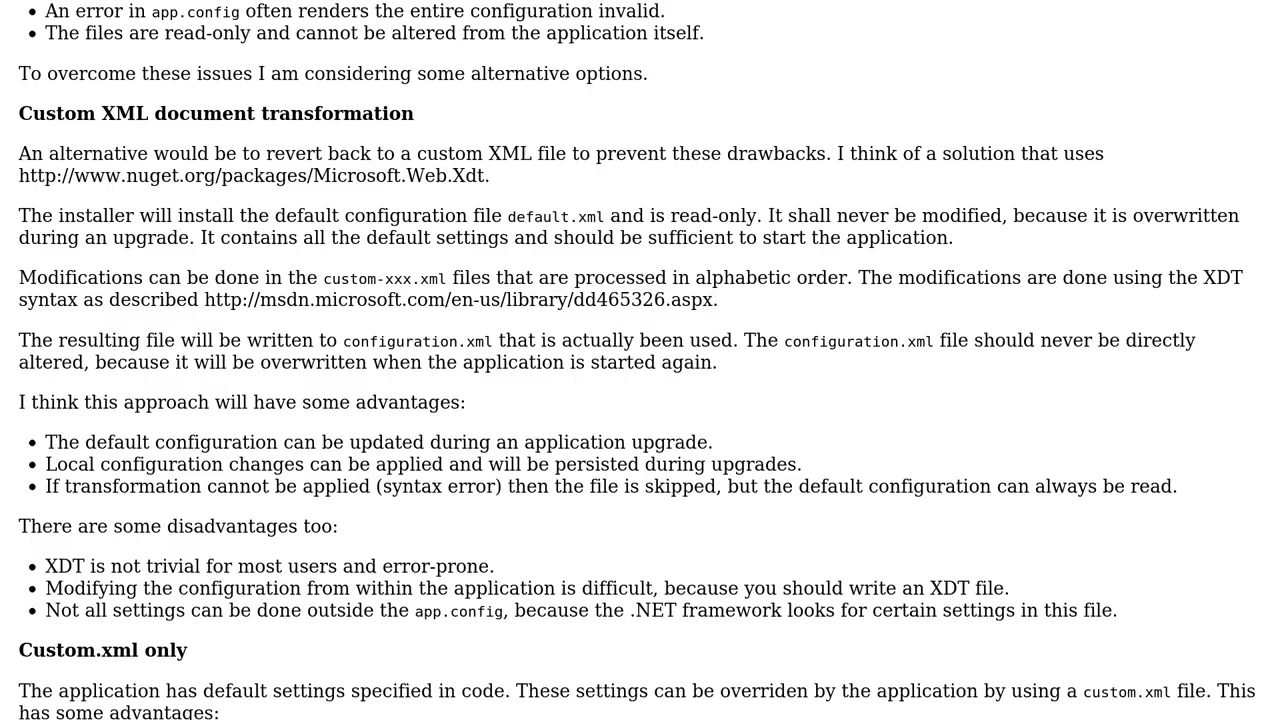 • An error in app.config often renders the entire configuration invalid.
• The files are read-only and cannot be altered from the application itself.
To overcome these issues I am considering some alternative options.
Custom XML document transformation
An alternative would be to revert back to a custom XML file to prevent these drawbacks. I think of a solution that uses
http://www.nuget.org/packages/Microsoft.Web.Xdt.
The installer will install the default configuration file default.xml and is read-only. It shall never be modified, because it is overwritten
during an upgrade. It contains all the default settings and should be sufficient to start the application.
Modifications can be done in the custom-xxx.xml files that are processed in alphabetic order. The modifications are done using the XDT
syntax as described http://msdn.microsoft.com/en-us/library/dd465326.aspx.
The resulting file will be written to configuration.xml that is actually been used. The configuration.xml file should never be directly
altered, because it will be overwritten when the application is started again.
I think this approach will have some advantages:
• The default configuration can be updated during an application upgrade.
• Local configuration changes can be applied and will be persisted during upgrades.
• If transformation cannot be applied (syntax error) then the file is skipped, but the default configuration can always be read.
There are some disadvantages too:
• XDT is not trivial for most users and error-prone.
• Modifying the configuration from within the application is difficult, because you should write an XDT file.
• Not all settings can be done outside the app.config, because the .NET framework looks for certain settings in this file.
Custom.xml only
The application has default settings specified in code. These settings can be overriden by the application by using a custom.xml file. This
has some advantages: